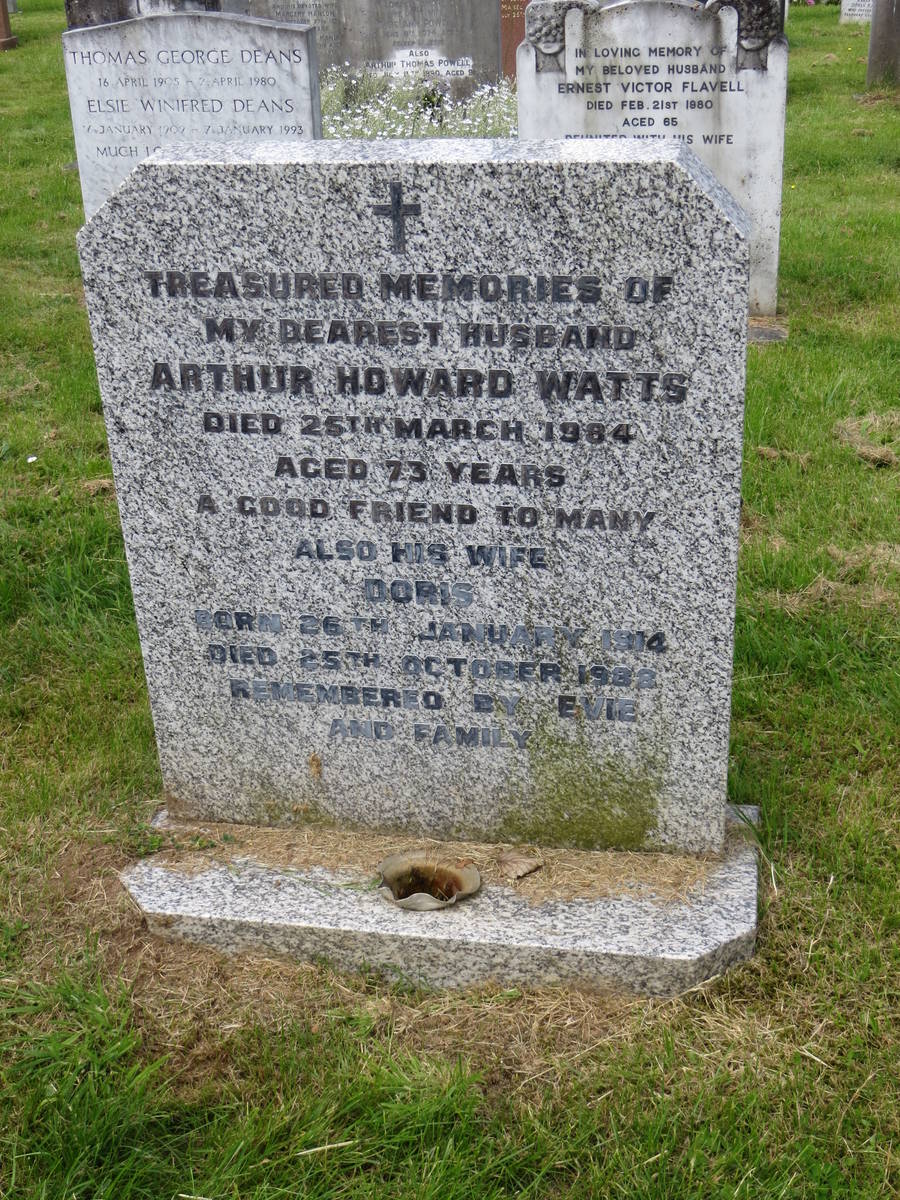 THOMAS GEORGE DEANS
16 APRIL 1905 – 2 APRIL 1980
ELSIE WINIFRED DEANS
JANUARY 1909 – 7 JANUARY 1993
MUCH
ALSO
ARTHUR THOMAS POWELL
IN LOVING MEMORY OF
MY BELOVED HUSBAND
ERNEST VICTOR FLAVELL
DIED FEB. 21ST 1980
AGED 65
REUNITED WITH HIS WIFE
TREASURED MEMORIES OF
MY DEAREST HUSBAND
ARTHUR HOWARD WATTS
DIED 25TH MARCH 1984
AGED 73 YEARS
A GOOD FRIEND TO MANY
ALSO HIS WIFE
DORIS
BORN 26TH JANUARY 1914
DIED 25TH OCTOBER 1988
REMEMBERED BY EVIE
AND FAMILY